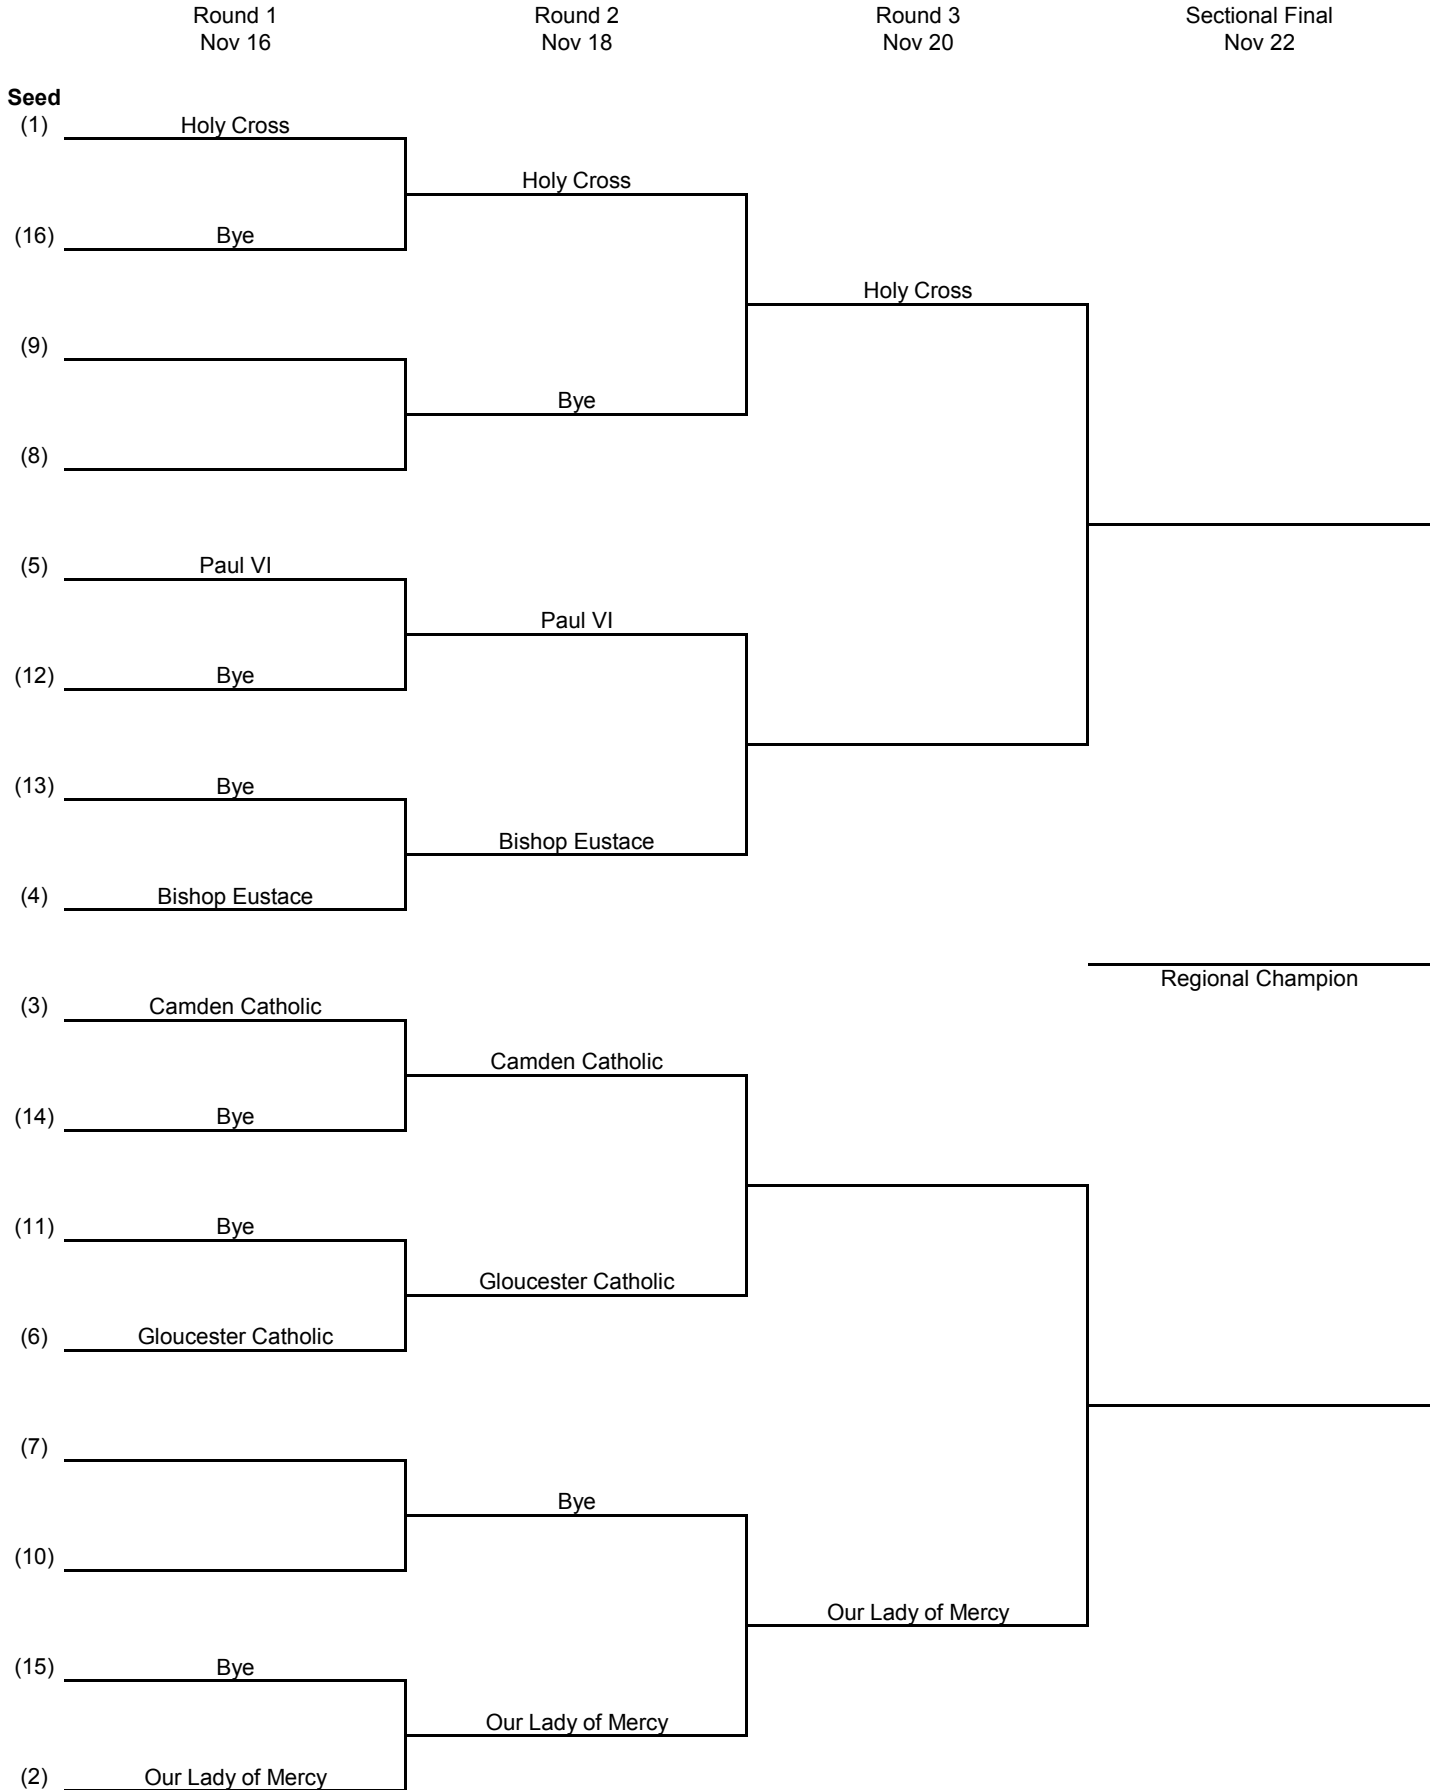 Round 1 Round 2 Round 3 Sectional Final
Nov 16 Nov 18 Nov 20 Nov 22
Seed
(1) Holy Cross
Holy Cross
(16) Bye
Holy Cross
(9)
Bye
(8)
(5) Paul VI
Paul VI
(12) Bye
(13) Bye
Bishop Eustace
(4) Bishop Eustace
Regional Champion
(3) Camden Catholic
Camden Catholic
(14) Bye
(11) Bye
Gloucester Catholic
(6) Gloucester Catholic
(7)
Bye
(10)
Our Lady of Mercy
(15) Bye
Our Lady of Mercy
(2) Our Lady of Mercy